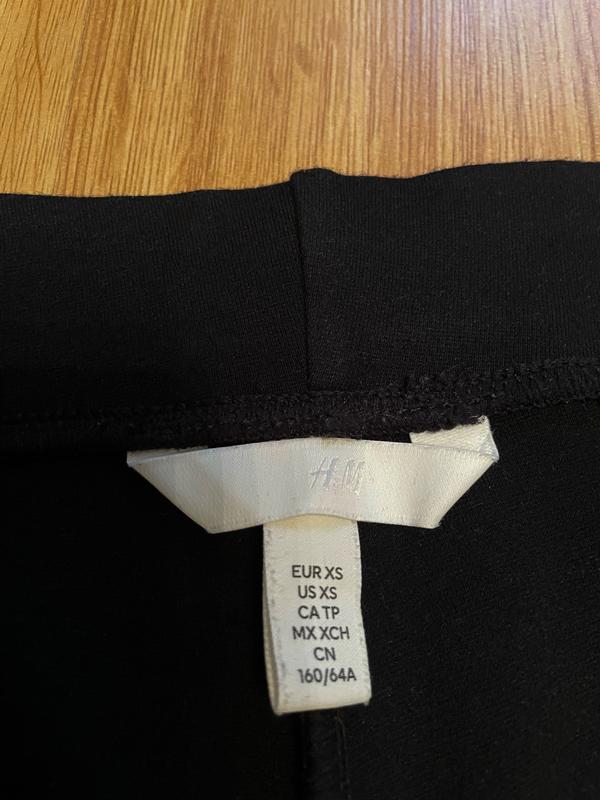 H&M
EUR XS
US XS
CA TP
MX XCH
CN
160/64A